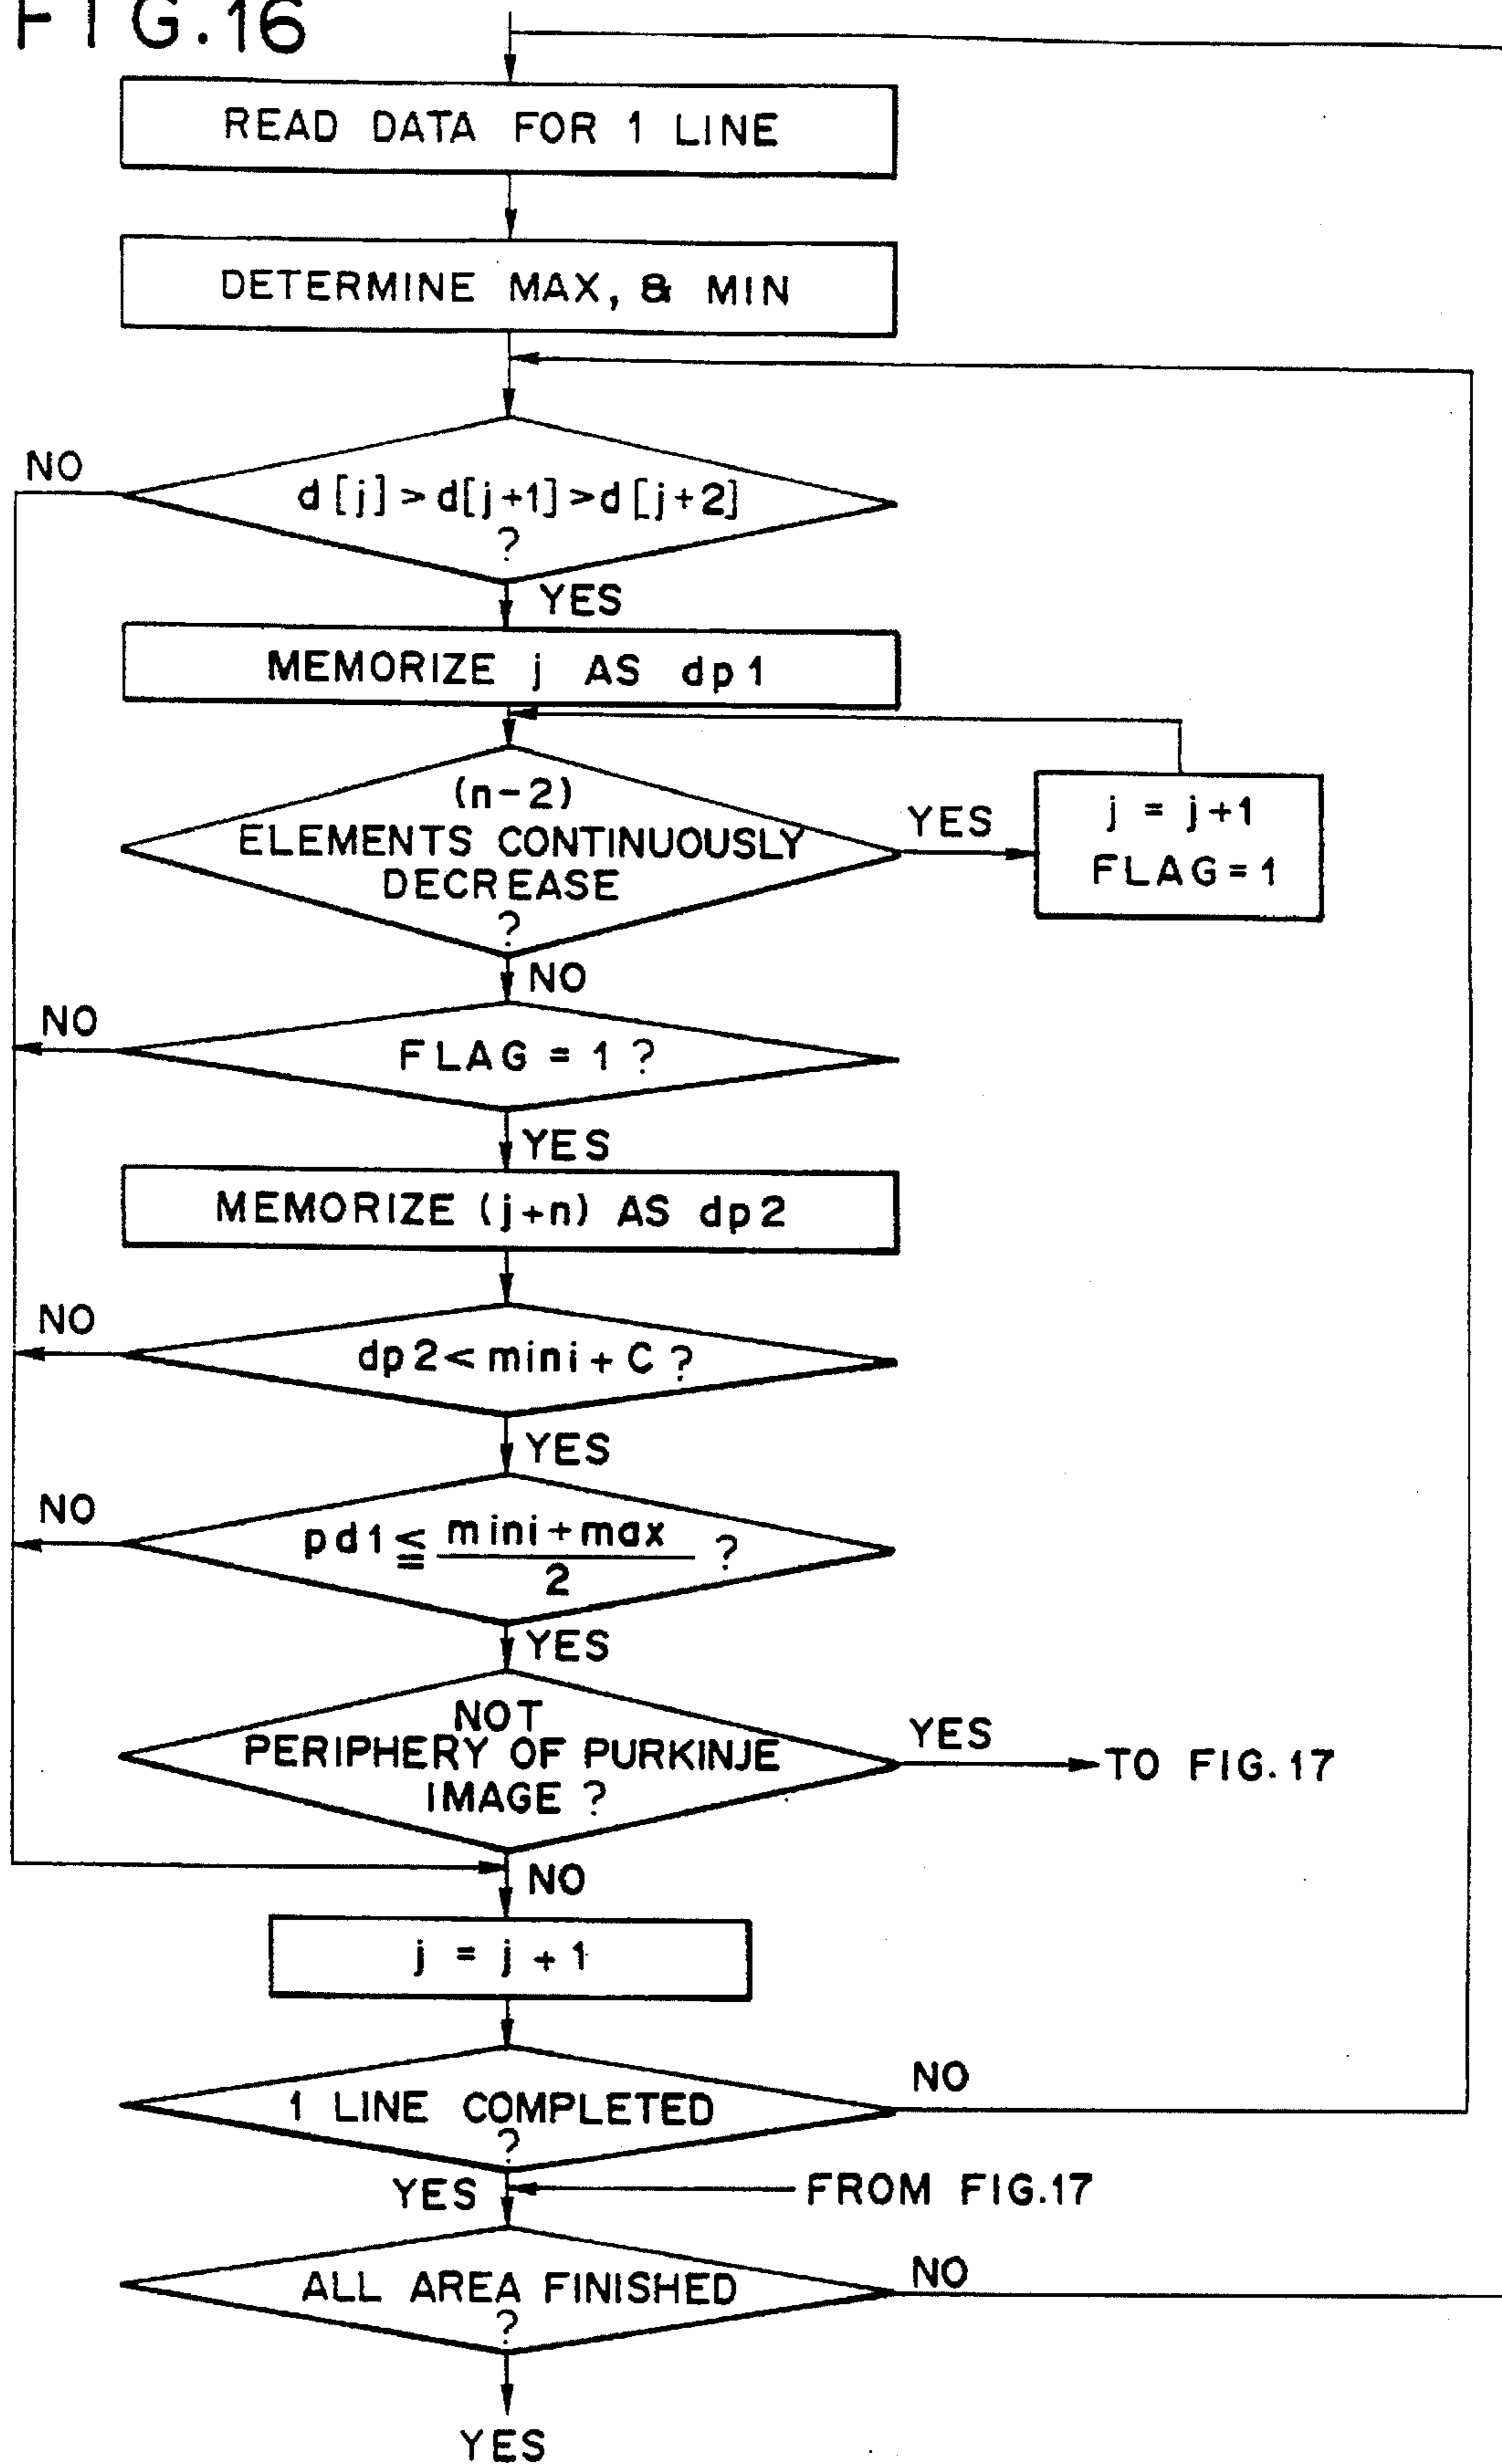 FIG.16
READ DATA FOR 1 LINE
DETERMINE MAX, & MIN
NO
d[j]>d[j+1]>d[j+2]
?
YES
MEMORIZE j AS dp1
(n-2)
ELEMENTS CONTINUOUSLY
DECREASE
?
YES
j = j+1
FLAG=1
NO
NO
FLAG = 1 ?
YES
MEMORIZE (j+n) AS dp2
NO
dp2<mini+C?
YES
NO
pd1≦ mini+max
2
?
YES
NOT
PERIPHERY OF PURKINJE
IMAGE ?
YES
TO FIG.17
NO
j = j+1
1 LINE COMPLETED
?
NO
YES
FROM FIG.17
ALL AREA FINISHED
?
NO
YES